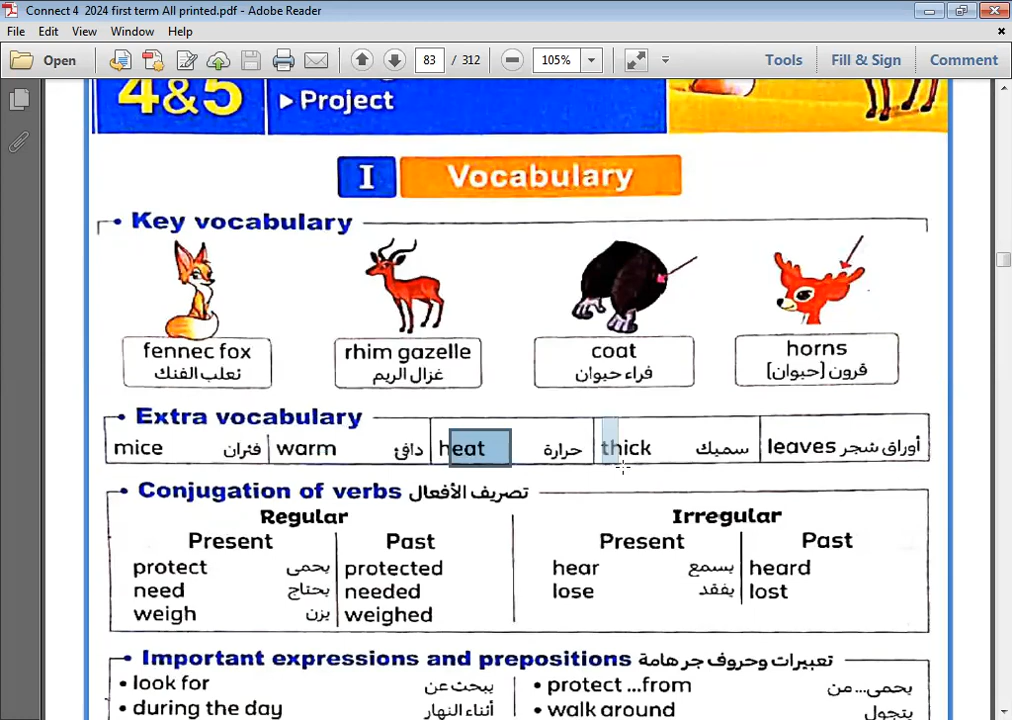 Connect 4 2024 first term All printed.pdf - Adobe Reader
File Edit View Window Help
Open 83 / 312 105% Tools Fill & Sign Comment
4&5 ▶ Project
I Vocabulary
• Key vocabulary
fennec fox rhim gazelle coat horns
ثعلب الفنك غزال الريم فراء حيوان قرون [حيوان]
• Extra vocabulary
mice فئران warm دافئ heat حرارة thick سميك leaves أوراق شجر
• Conjugation of verbs تصريف الأفعال
Regular Irregular
Present Past Present Past
protect يحمى protected hear يسمع heard
need يحتاج needed lose يفقد lost
weigh يزن weighed
• Important expressions and prepositions تعبيرات وحروف جر هامة
• look for يبحث عن • protect ...from يحمى... من
• during the day أثناء النهار • walk around يتجول